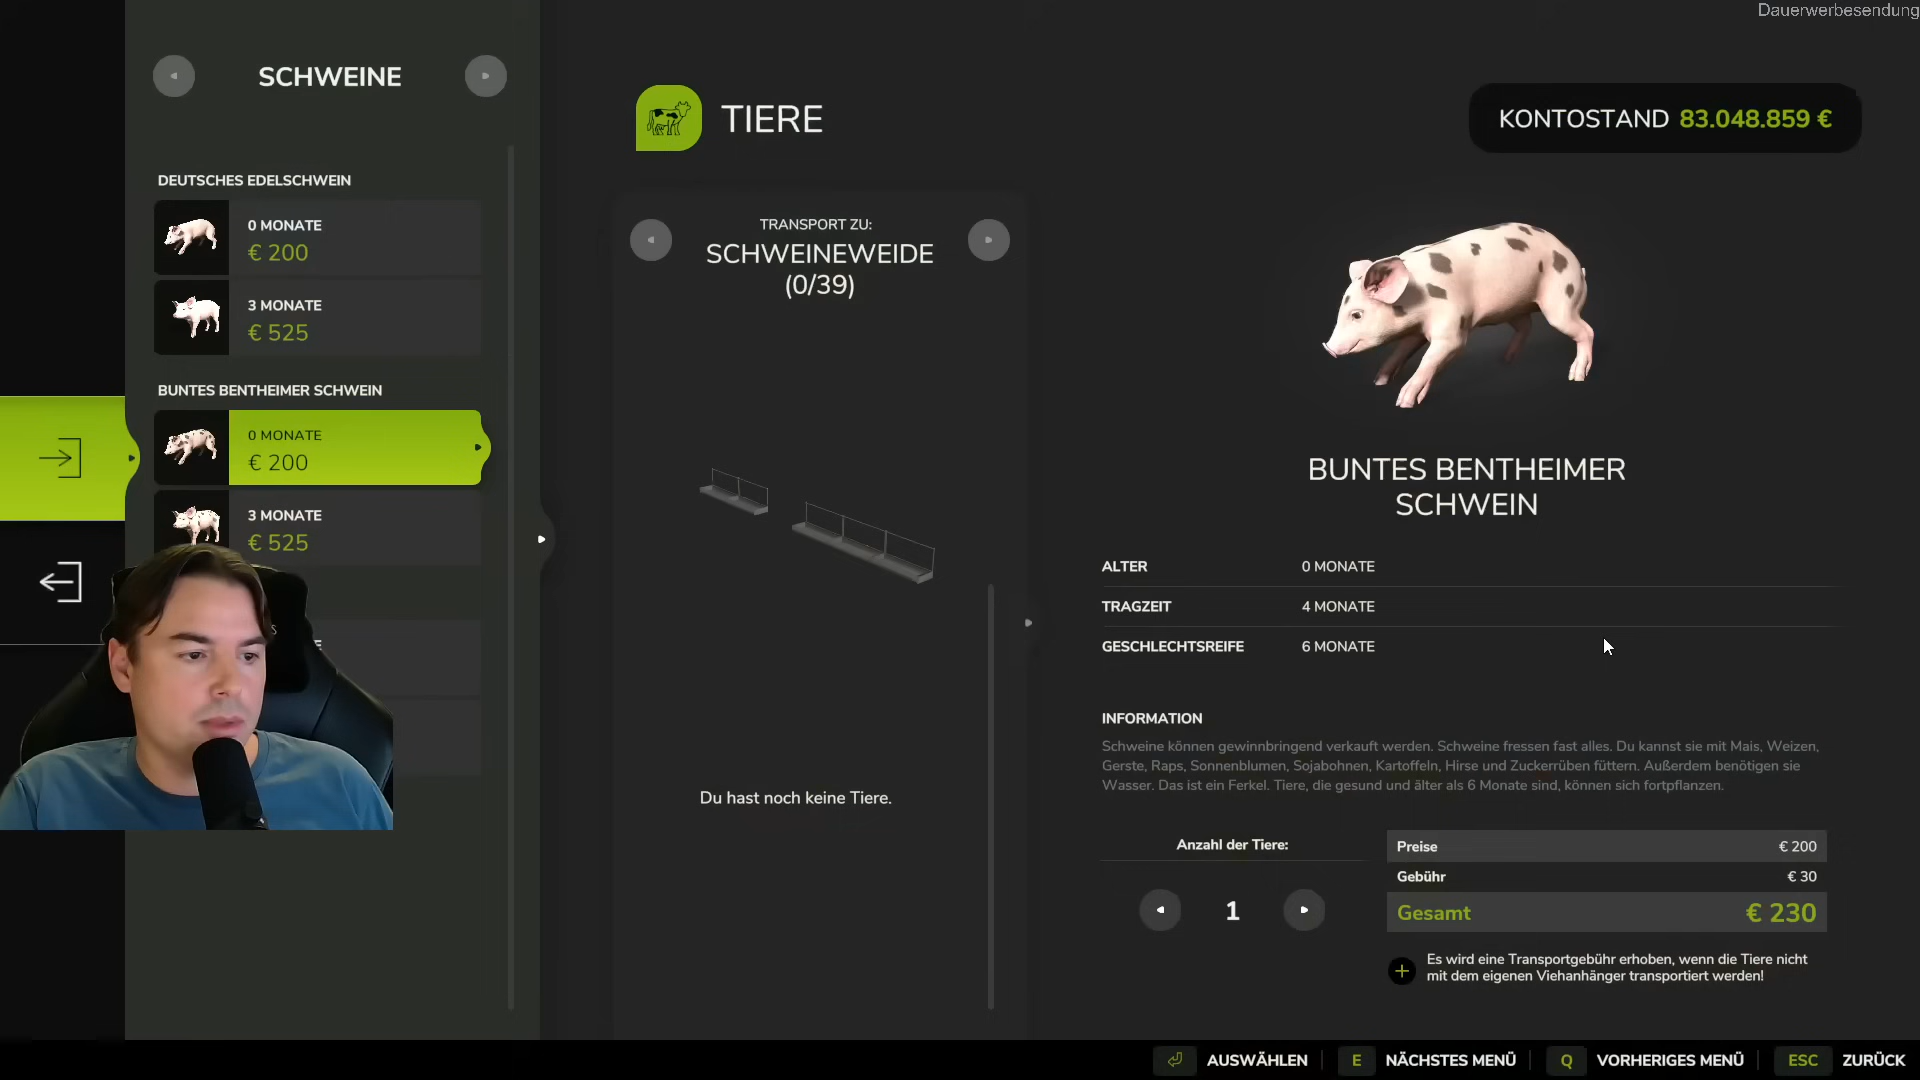 Dauerwerbesendung
SCHWEINE
TIERE
KONTOSTAND 83.048.859 €
DEUTSCHES EDELSCHWEIN
0 MONATE
€ 200
3 MONATE
€ 525
BUNTES BENTHEIMER SCHWEIN
0 MONATE
€ 200
3 MONATE
€ 525
TRANSPORT ZU:
SCHWEINEWEIDE
(0/39)
Du hast noch keine Tiere.
BUNTES BENTHEIMER
SCHWEIN
ALTER 0 MONATE
TRAGZEIT 4 MONATE
GESCHLECHTSREIFE 6 MONATE
INFORMATION
Schweine können gewinnbringend verkauft werden. Schweine fressen fast alles. Du kannst sie mit Mais, Weizen,
Gerste, Raps, Sonnenblumen, Sojabohnen, Kartoffeln, Hirse und Zuckerrüben füttern. Außerdem benötigen sie
Wasser. Das ist ein Ferkel. Tiere, die gesund und älter als 6 Monate sind, können sich fortpflanzen.
Anzahl der Tiere:
1
Preise € 200
Gebühr € 30
Gesamt € 230
Es wird eine Transportgebühr erhoben, wenn die Tiere nicht
mit dem eigenen Viehanhänger transportiert werden!
AUSWÄHLEN
E NÄCHSTES MENÜ
Q VORHERIGES MENÜ
ESC ZURÜCK